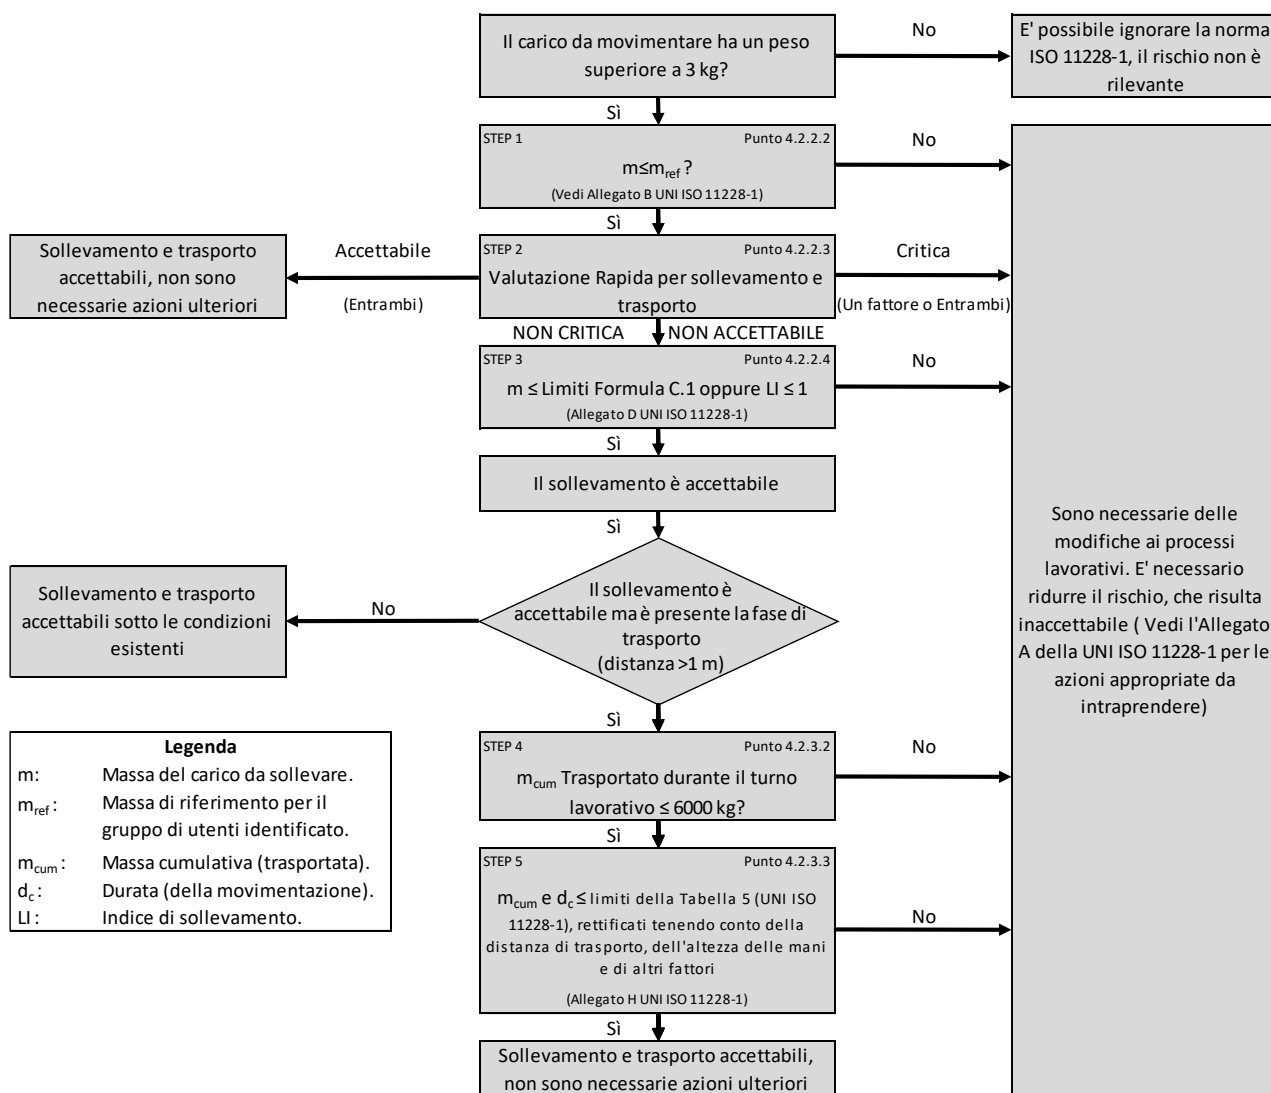 Il carico da movimentare ha un peso
superiore a 3 kg?
No
E' possibile ignorare la norma
ISO 11228-1, il rischio non è
rilevante
Sì
STEP 1 Punto 4.2.2.2
m≤mref ?
(Vedi Allegato B UNI ISO 11228-1)
No
Sì
Sollevamento e trasporto
accettabili, non sono
necessarie azioni ulteriori
Accettabile
(Entrambi)
STEP 2 Punto 4.2.2.3
Valutazione Rapida per sollevamento e
trasporto
Critica
(Un fattore o Entrambi)
NON CRITICA NON ACCETTABILE
STEP 3 Punto 4.2.2.4
m ≤ Limiti Formula C.1 oppure LI ≤ 1
(Allegato D UNI ISO 11228-1)
No
Sì
Il sollevamento è accettabile
Sì
Sono necessarie delle
modifiche ai processi
lavorativi. E' necessario
ridurre il rischio, che risulta
inaccettabile ( Vedi l'Allegato
A della UNI ISO 11228-1 per le
azioni appropriate da
intraprendere)
Il sollevamento è
accettabile ma è presente la fase di
trasporto
(distanza >1 m)
No
Sollevamento e trasporto
accettabili sotto le condizioni
esistenti
Sì
STEP 4 Punto 4.2.3.2
mcum Trasportato durante il turno
lavorativo ≤ 6000 kg?
No
Sì
STEP 5 Punto 4.2.3.3
mcum e dc ≤ limiti della Tabella 5 (UNI ISO
11228-1), rettificati tenendo conto della
distanza di trasporto, dell'altezza delle mani
e di altri fattori
(Allegato H UNI ISO 11228-1)
No
Sì
Sollevamento e trasporto accettabili,
non sono necessarie azioni ulteriori
Legenda
m: Massa del carico da sollevare.
mref : Massa di riferimento per il
gruppo di utenti identificato.
mcum : Massa cumulativa (trasportata).
dc : Durata (della movimentazione).
LI : Indice di sollevamento.